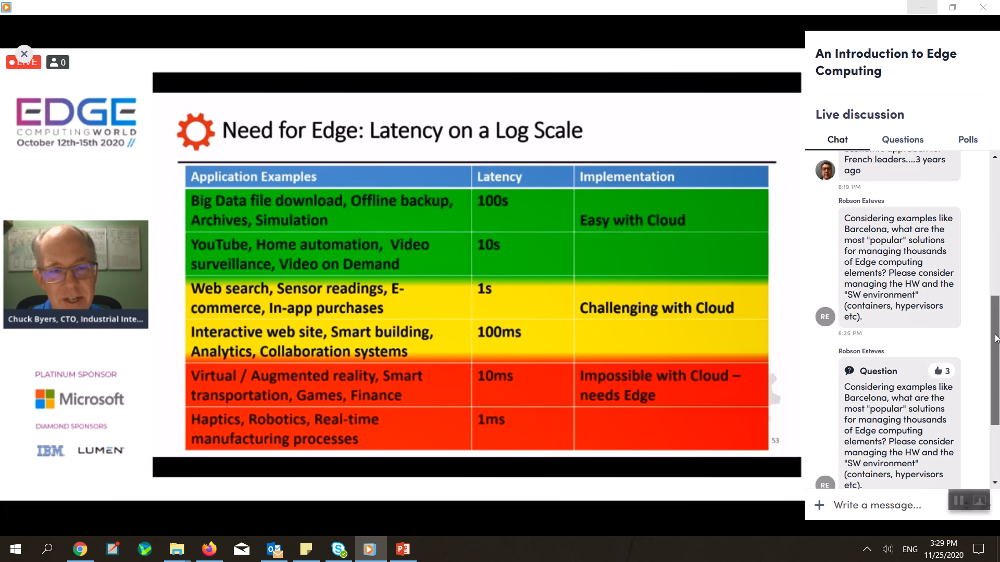 LIVE
0
EDGE
COMPUTINGWORLD
October 12th-15th 2020 //
Chuck Byers, CTO, Industrial Inte...
PLATINUM SPONSOR
Microsoft
DIAMOND SPONSORS
IBM LUMEN
Need for Edge: Latency on a Log Scale
Application Examples Latency Implementation
Big Data file download, Offline backup, 100s
Archives, Simulation Easy with Cloud
YouTube, Home automation, Video 10s
surveillance, Video on Demand
Web search, Sensor readings, E- 1s
commerce, In-app purchases Challenging with Cloud
Interactive web site, Smart building, 100ms
Analytics, Collaboration systems
Virtual / Augmented reality, Smart 10ms Impossible with Cloud –
transportation, Games, Finance needs Edge
Haptics, Robotics, Real-time 1ms
manufacturing processes
53
An Introduction to Edge
Computing
Live discussion
Chat Questions Polls
French leaders....3 years
ago
6:19 PM
Robson Esteves
Considering examples like
Barcelona, what are the
most "popular" solutions
for managing thousands
of Edge computing
elements? Please consider
managing the HW and the
"SW environment"
(containers, hypervisors
etc).
RE
6:26 PM
Robson Esteves
Question 3
Considering examples like
Barcelona, what are the
most "popular" solutions
for managing thousands
of Edge computing
elements? Please consider
managing the HW and the
"SW environment"
(containers, hypervisors
etc).
RE
Write a message...
ENG
3:29 PM
11/25/2020